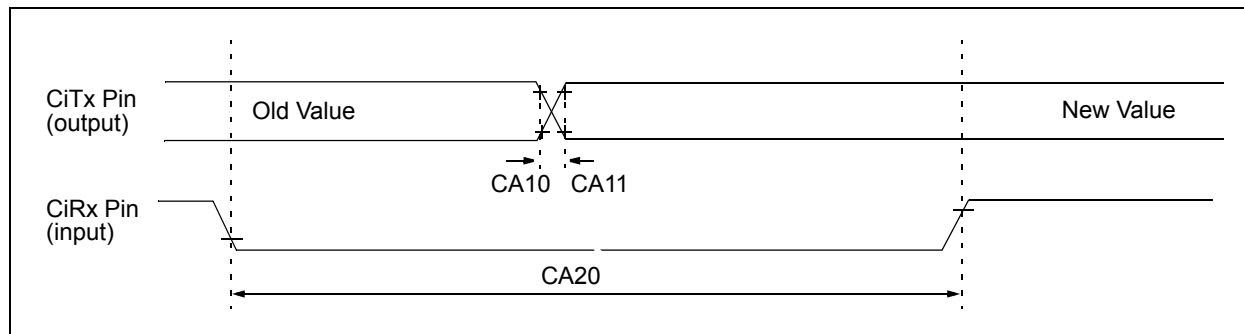 CiTx Pin
(output)
Old Value
New Value
CA10 CA11
CiRx Pin
(input)
CA20